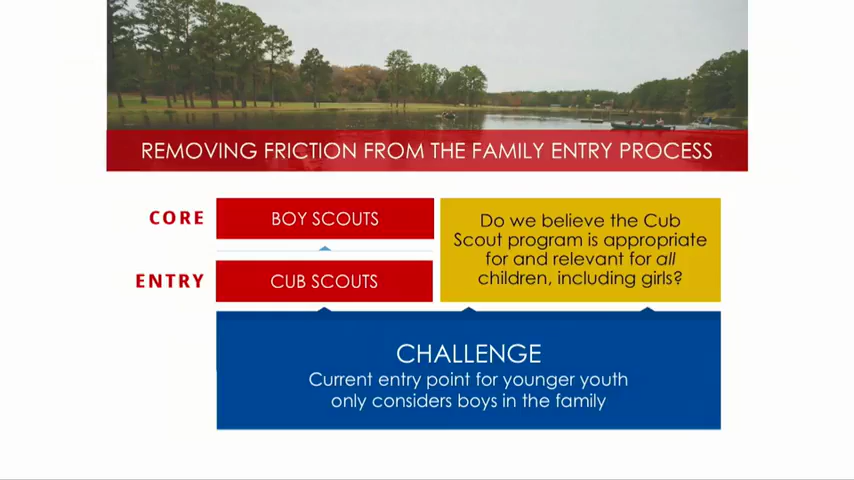 REMOVING FRICTION FROM THE FAMILY ENTRY PROCESS
CORE
BOY SCOUTS
ENTRY
CUB SCOUTS
Do we believe the Cub
Scout program is appropriate
for and relevant for all
children, including girls?
CHALLENGE
Current entry point for younger youth
only considers boys in the family